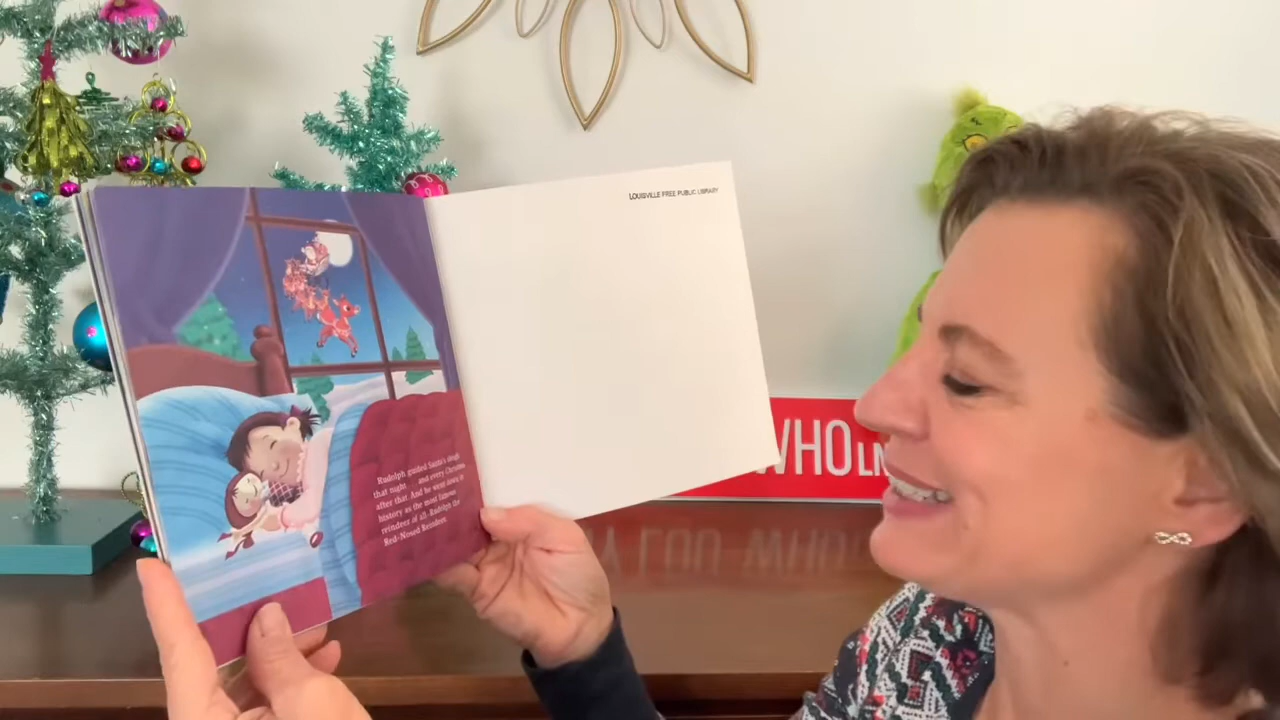 LOUISVILLE FREE PUBLIC LIBRARY
Rudolph guided Santa's sleigh
that night and every Christmas
after that. And he went down in
history as the most famous
reindeer of all–Rudolph the
Red-Nosed Reindeer.
WHO